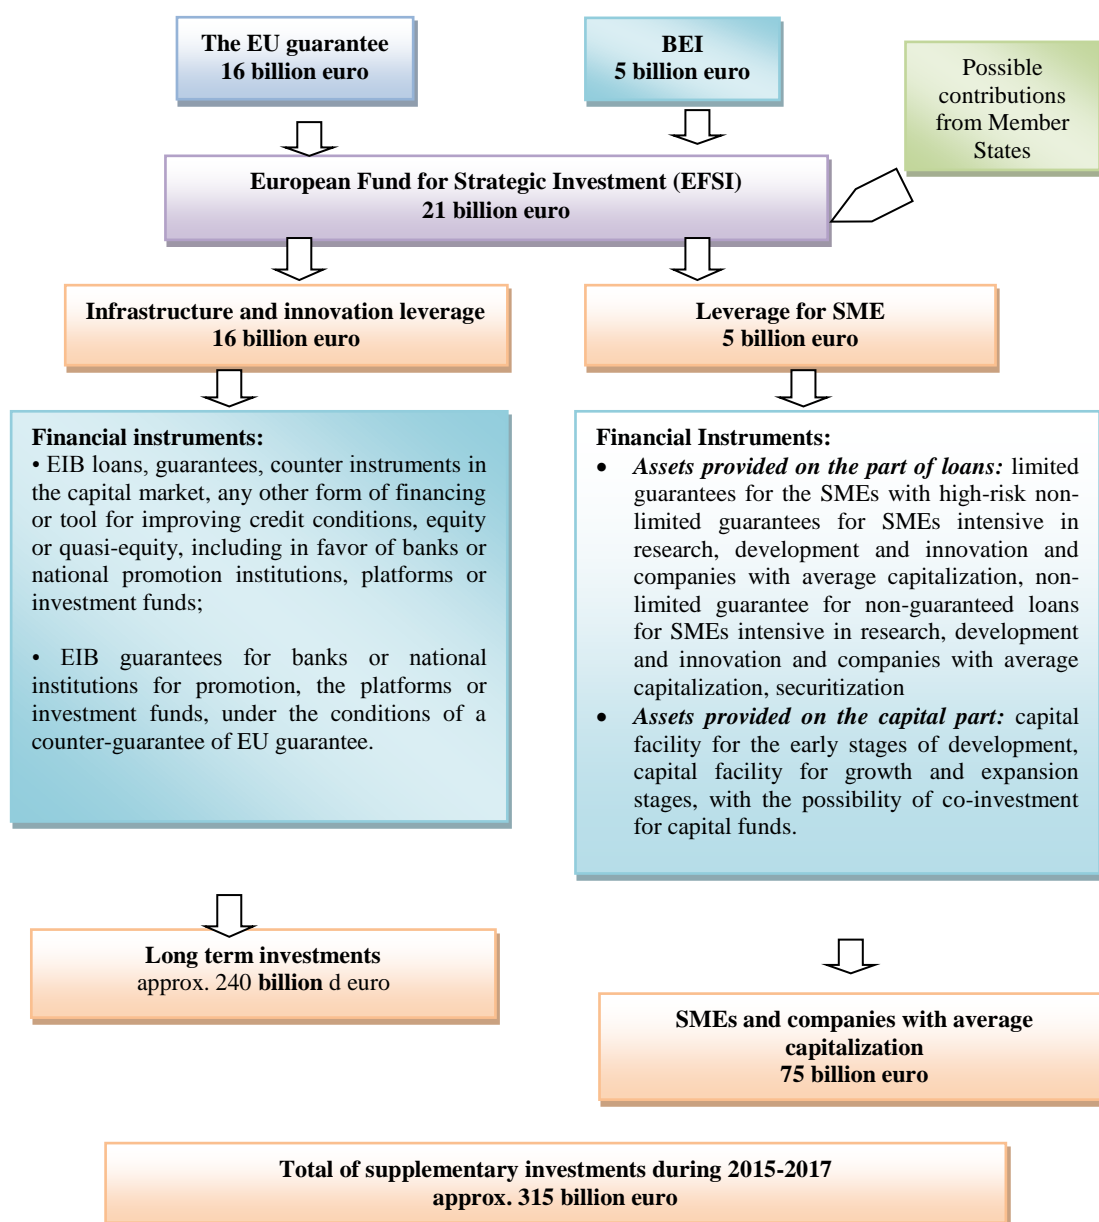 The EU guarantee
16 billion euro
BEI
5 billion euro
Possible
contributions
from Member
States
European Fund for Strategic Investment (EFSI)
21 billion euro
Infrastructure and innovation leverage
16 billion euro
Leverage for SME
5 billion euro
Financial instruments:
• EIB loans, guarantees, counter instruments in
the capital market, any other form of financing
or tool for improving credit conditions, equity
or quasi-equity, including in favor of banks or
national promotion institutions, platforms or
investment funds;
• EIB guarantees for banks or national
institutions for promotion, the platforms or
investment funds, under the conditions of a
counter-guarantee of EU guarantee.
Financial Instruments:
• Assets provided on the part of loans: limited
guarantees for the SMEs with high-risk non-
limited guarantees for SMEs intensive in
research, development and innovation and
companies with average capitalization, non-
limited guarantee for non-guaranteed loans
for SMEs intensive in research, development
and innovation and companies with average
capitalization, securitization
• Assets provided on the capital part: capital
facility for the early stages of development,
capital facility for growth and expansion
stages, with the possibility of co-investment
for capital funds.
Long term investments
approx. 240 billion d euro
SMEs and companies with average
capitalization
75 billion euro
Total of supplementary investments during 2015-2017
approx. 315 billion euro